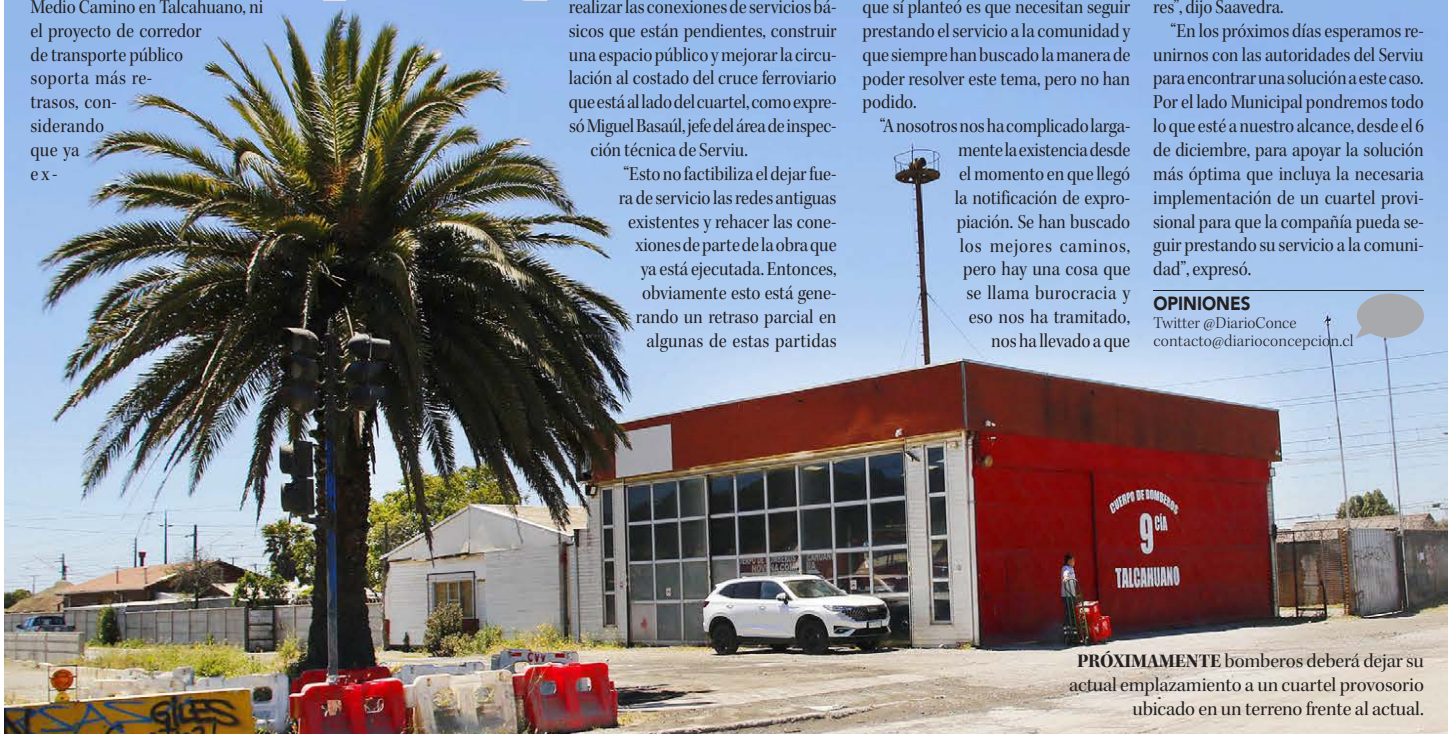 Medio Camino en Talcahuano, ni
el proyecto de corredor
de transporte público
soporta más re-
trasos, con-
siderando
que ya
ex-
realizar las conexiones de servicios bá-
sicos que están pendientes, construir
una espacio público y mejorar la circu-
lación al costado del cruce ferroviario
que está al lado del cuartel, como expre-
só Miguel Basaúl, jefe del área de inspec-
ción técnica de Serviu.
“Esto no factibiliza el dejar fue-
ra de servicio las redes antiguas
existentes y rehacer las cone-
xiones de parte de la obra que
ya está ejecutada. Entonces,
obviamente esto está gene-
rando un retraso parcial en
algunas de estas partidas
que sí planteó es que necesitan seguir
prestando el servicio a la comunidad y
que siempre han buscado la manera de
poder resolver este tema, pero no han
podido.
“A nosotros nos ha complicado larga-
mente la existencia desde
el momento en que llegó
la notificación de expro-
piación. Se han buscado
los mejores caminos,
pero hay una cosa que
se llama burocracia y
eso nos ha tramitado,
nos ha llevado a que
res”, dijo Saavedra.
“En los próximos días esperamos re-
unirnos con las autoridades del Serviu
para encontrar una solución a este caso.
Por el lado Municipal pondremos todo
lo que esté a nuestro alcance, desde el 6
de diciembre, para apoyar la solución
más óptima que incluya la necesaria
implementación de un cuartel provi-
sional para que la compañía pueda se-
guir prestando su servicio a la comuni-
dad”, expresó.
OPINIONES
Twitter @DiarioConce
contacto@diarioconcepcion.cl
CUERPO DE BOMBEROS
9 CÍA
TALCAHUANO
CVV
PRÓXIMAMENTE bomberos deberá dejar su
actual emplazamiento a un cuartel provosorio
ubicado en un terreno frente al actual.